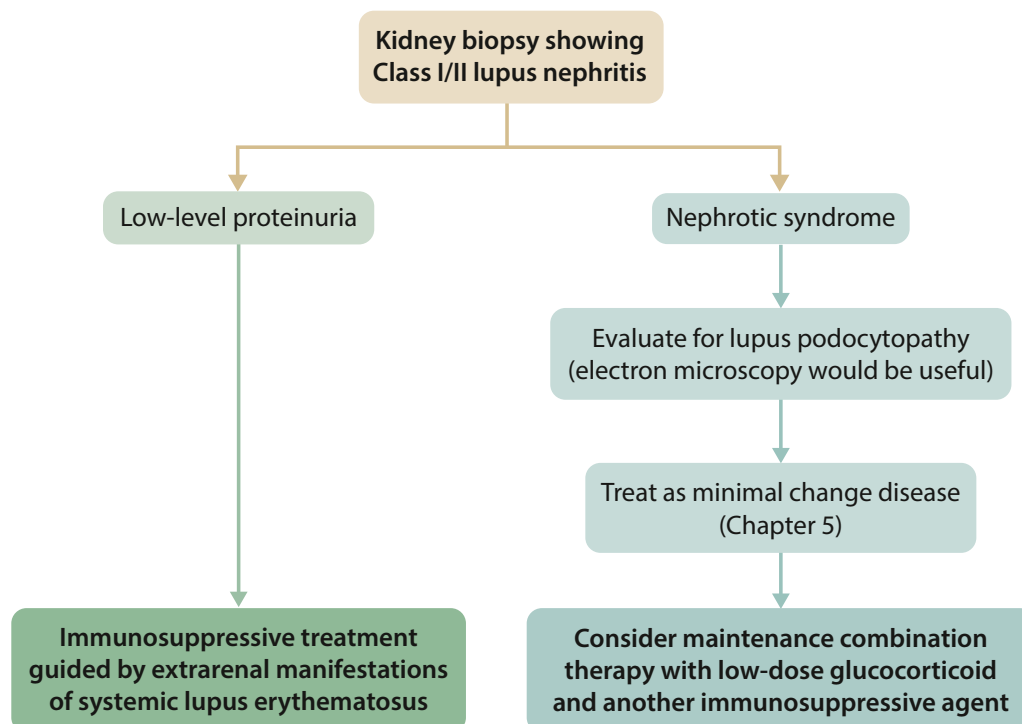 Kidney biopsy showing
Class I/II lupus nephritis
Low-level proteinuria
Nephrotic syndrome
Evaluate for lupus podocytopathy
(electron microscopy would be useful)
Treat as minimal change disease
(Chapter 5)
Immunosuppressive treatment
guided by extrarenal manifestations
of systemic lupus erythematosus
Consider maintenance combination
therapy with low-dose glucocorticoid
and another immunosuppressive agent